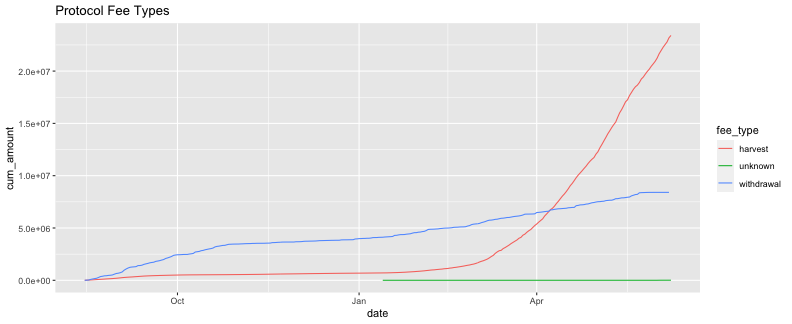 Protocol Fee Types
cum_amount
2.0e+07
1.5e+07
1.0e+07
5.0e+06
0.0e+00
Oct
Jan
Apr
date
fee_type
harvest
unknown
withdrawal